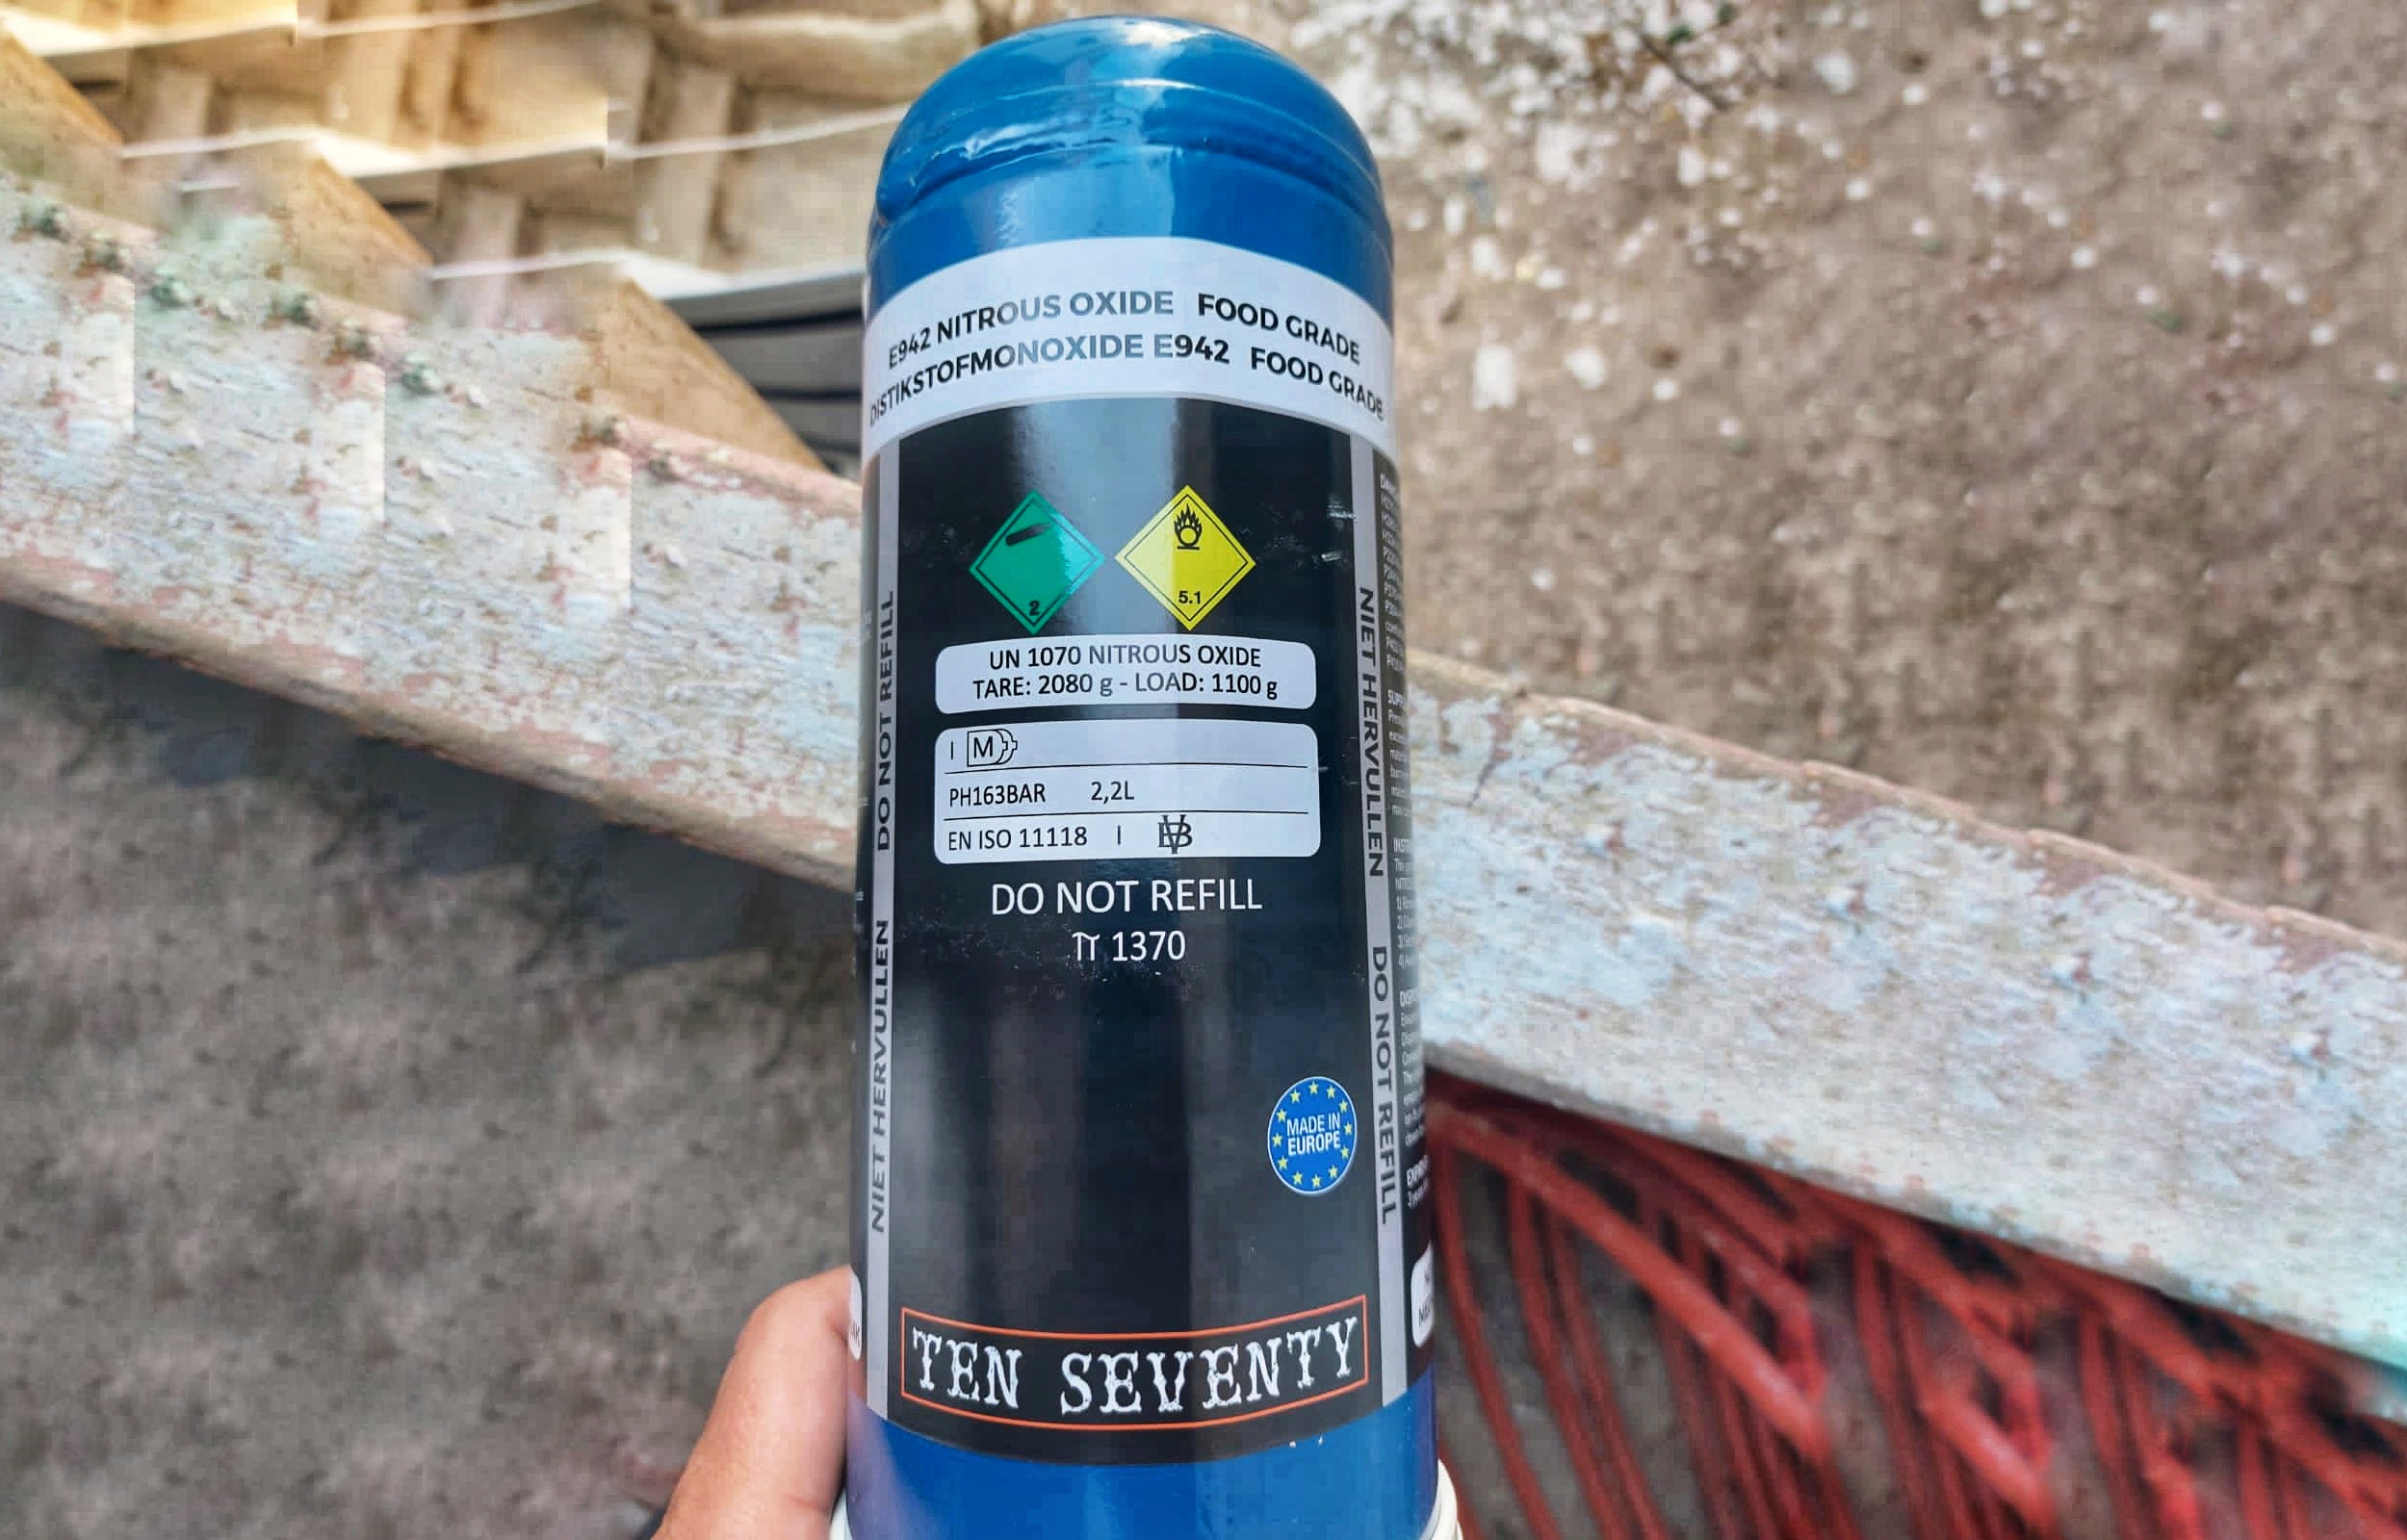 E942 NITROUS OXIDE FOOD GRADE
DISTIKSTOFMONOXIDE E942 FOOD GRADE
2
5.1
UN 1070 NITROUS OXIDE
TARE: 2080 g - LOAD: 1100 g
I M
PH163BAR 2,2L
EN ISO 11118 I
DO NOT REFILL
π 1370
MADE IN
EUROPE
TEN SEVENTY
NIET HERVULLEN DO NOT REFILL
NIET HERVULLEN DO NOT REFILL